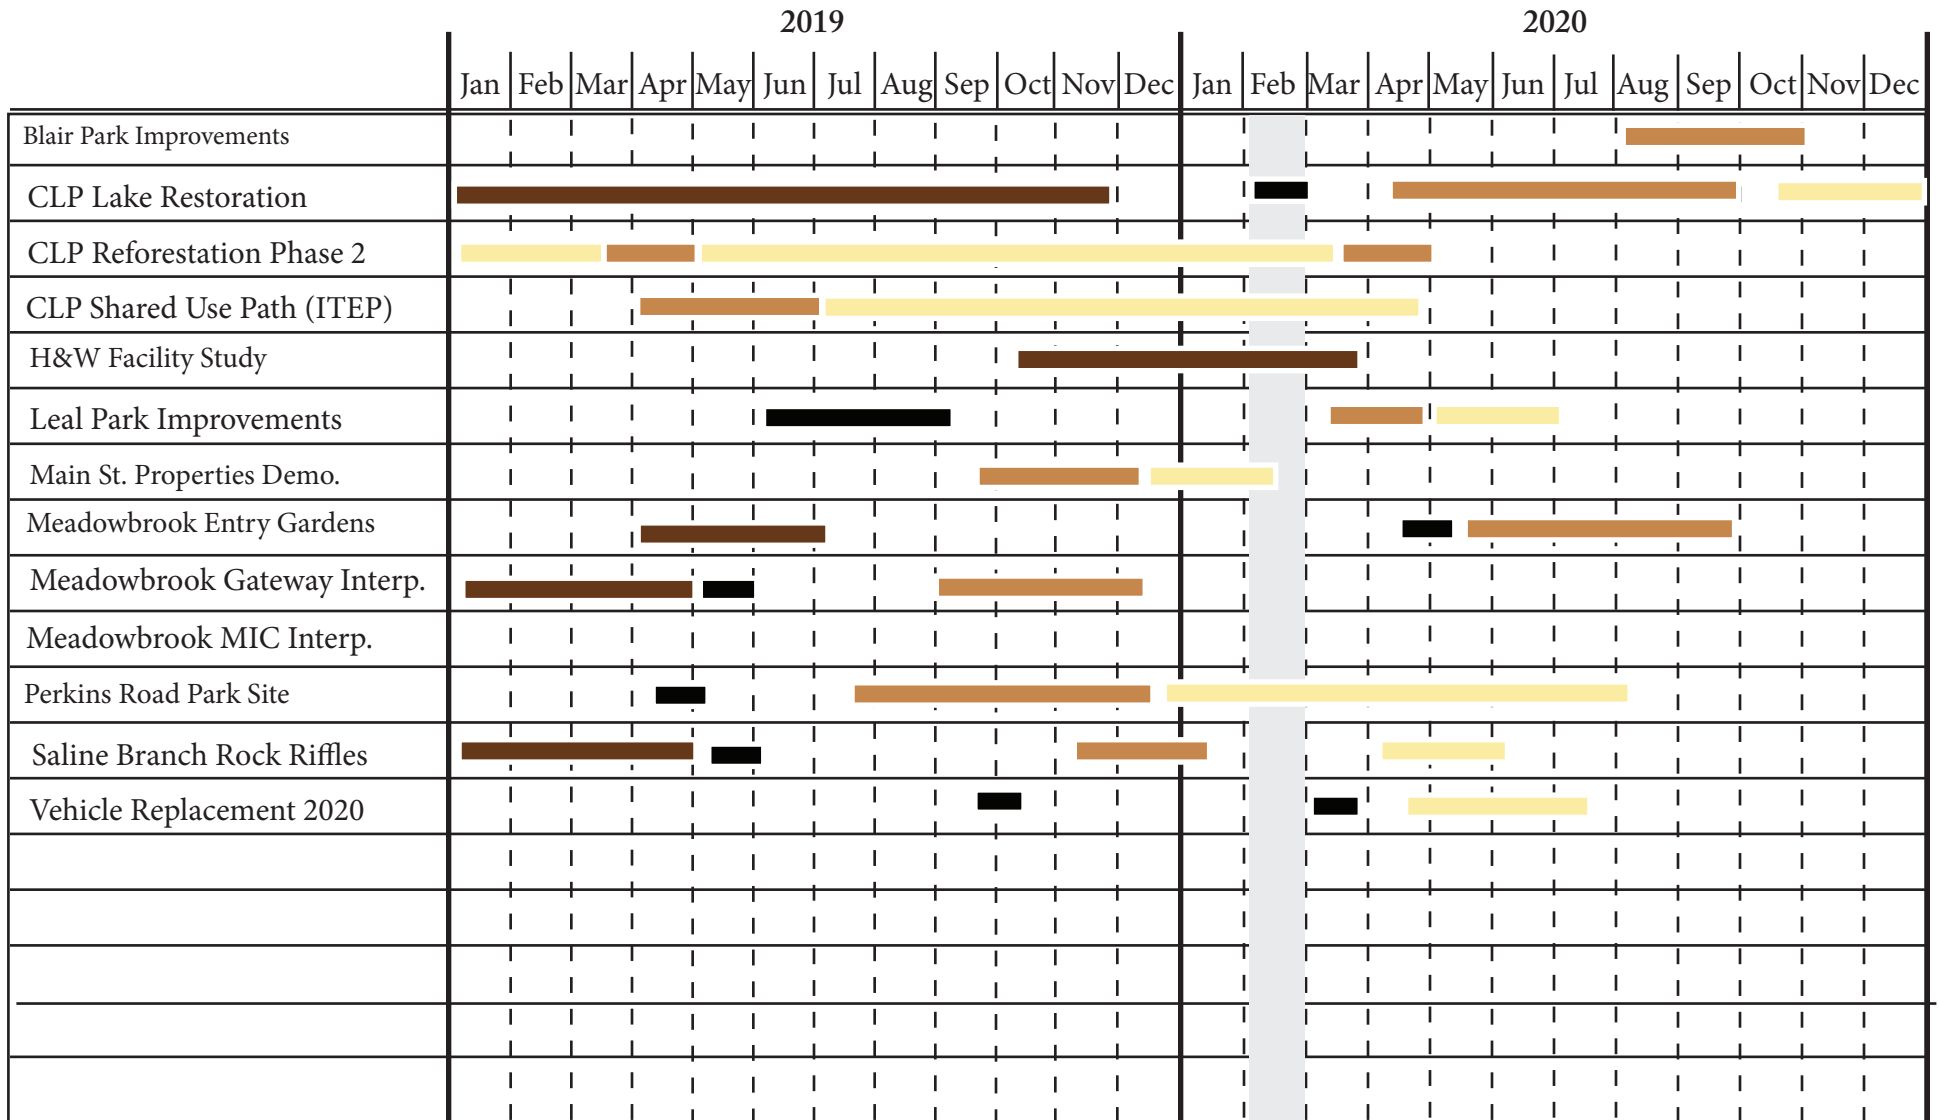 2019 2020
Jan Feb Mar Apr May Jun Jul Aug Sep Oct Nov Dec Jan Feb Mar Apr May Jun Jul Aug Sep Oct Nov Dec
Blair Park Improvements
CLP Lake Restoration
CLP Reforestation Phase 2
CLP Shared Use Path (ITEP)
H&W Facility Study
Leal Park Improvements
Main St. Properties Demo.
Meadowbrook Entry Gardens
Meadowbrook Gateway Interp.
Meadowbrook MIC Interp.
Perkins Road Park Site
Saline Branch Rock Riffles
Vehicle Replacement 2020